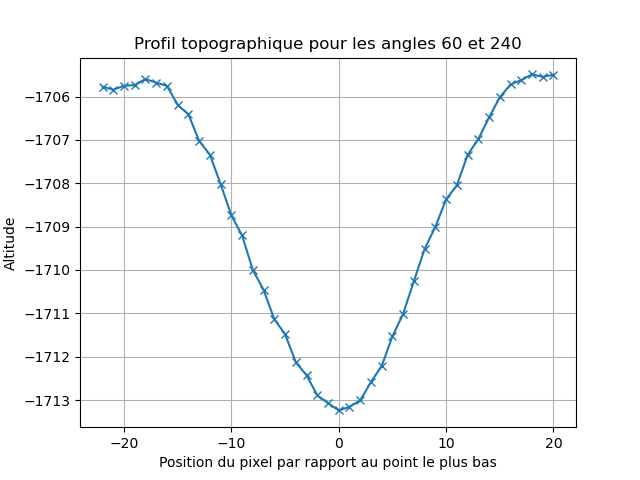 Profil topographique pour les angles 60 et 240
−1706
−1707
−1708
−1709
−1710
−1711
−1712
−1713
Altitude
−20 −10 0 10 20
Position du pixel par rapport au point le plus bas